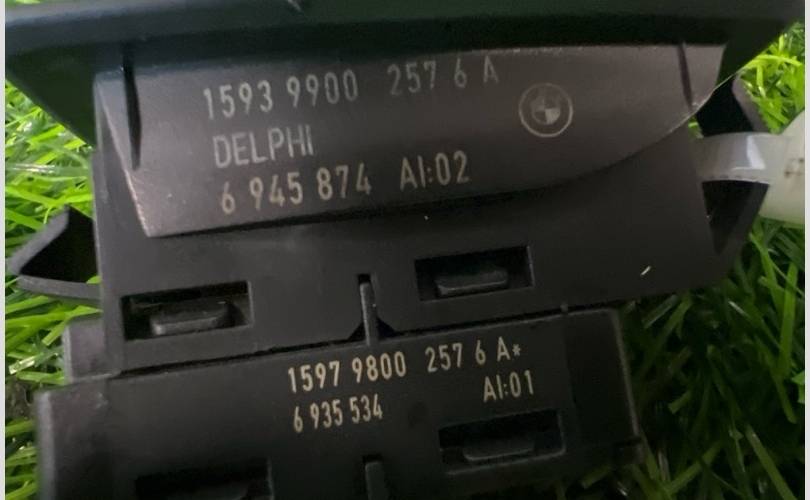 1593 9900 257 6 A
DELPHI
6 945 874 AI:02
1597 9800 257 6 A*
6 935 534 AI:01